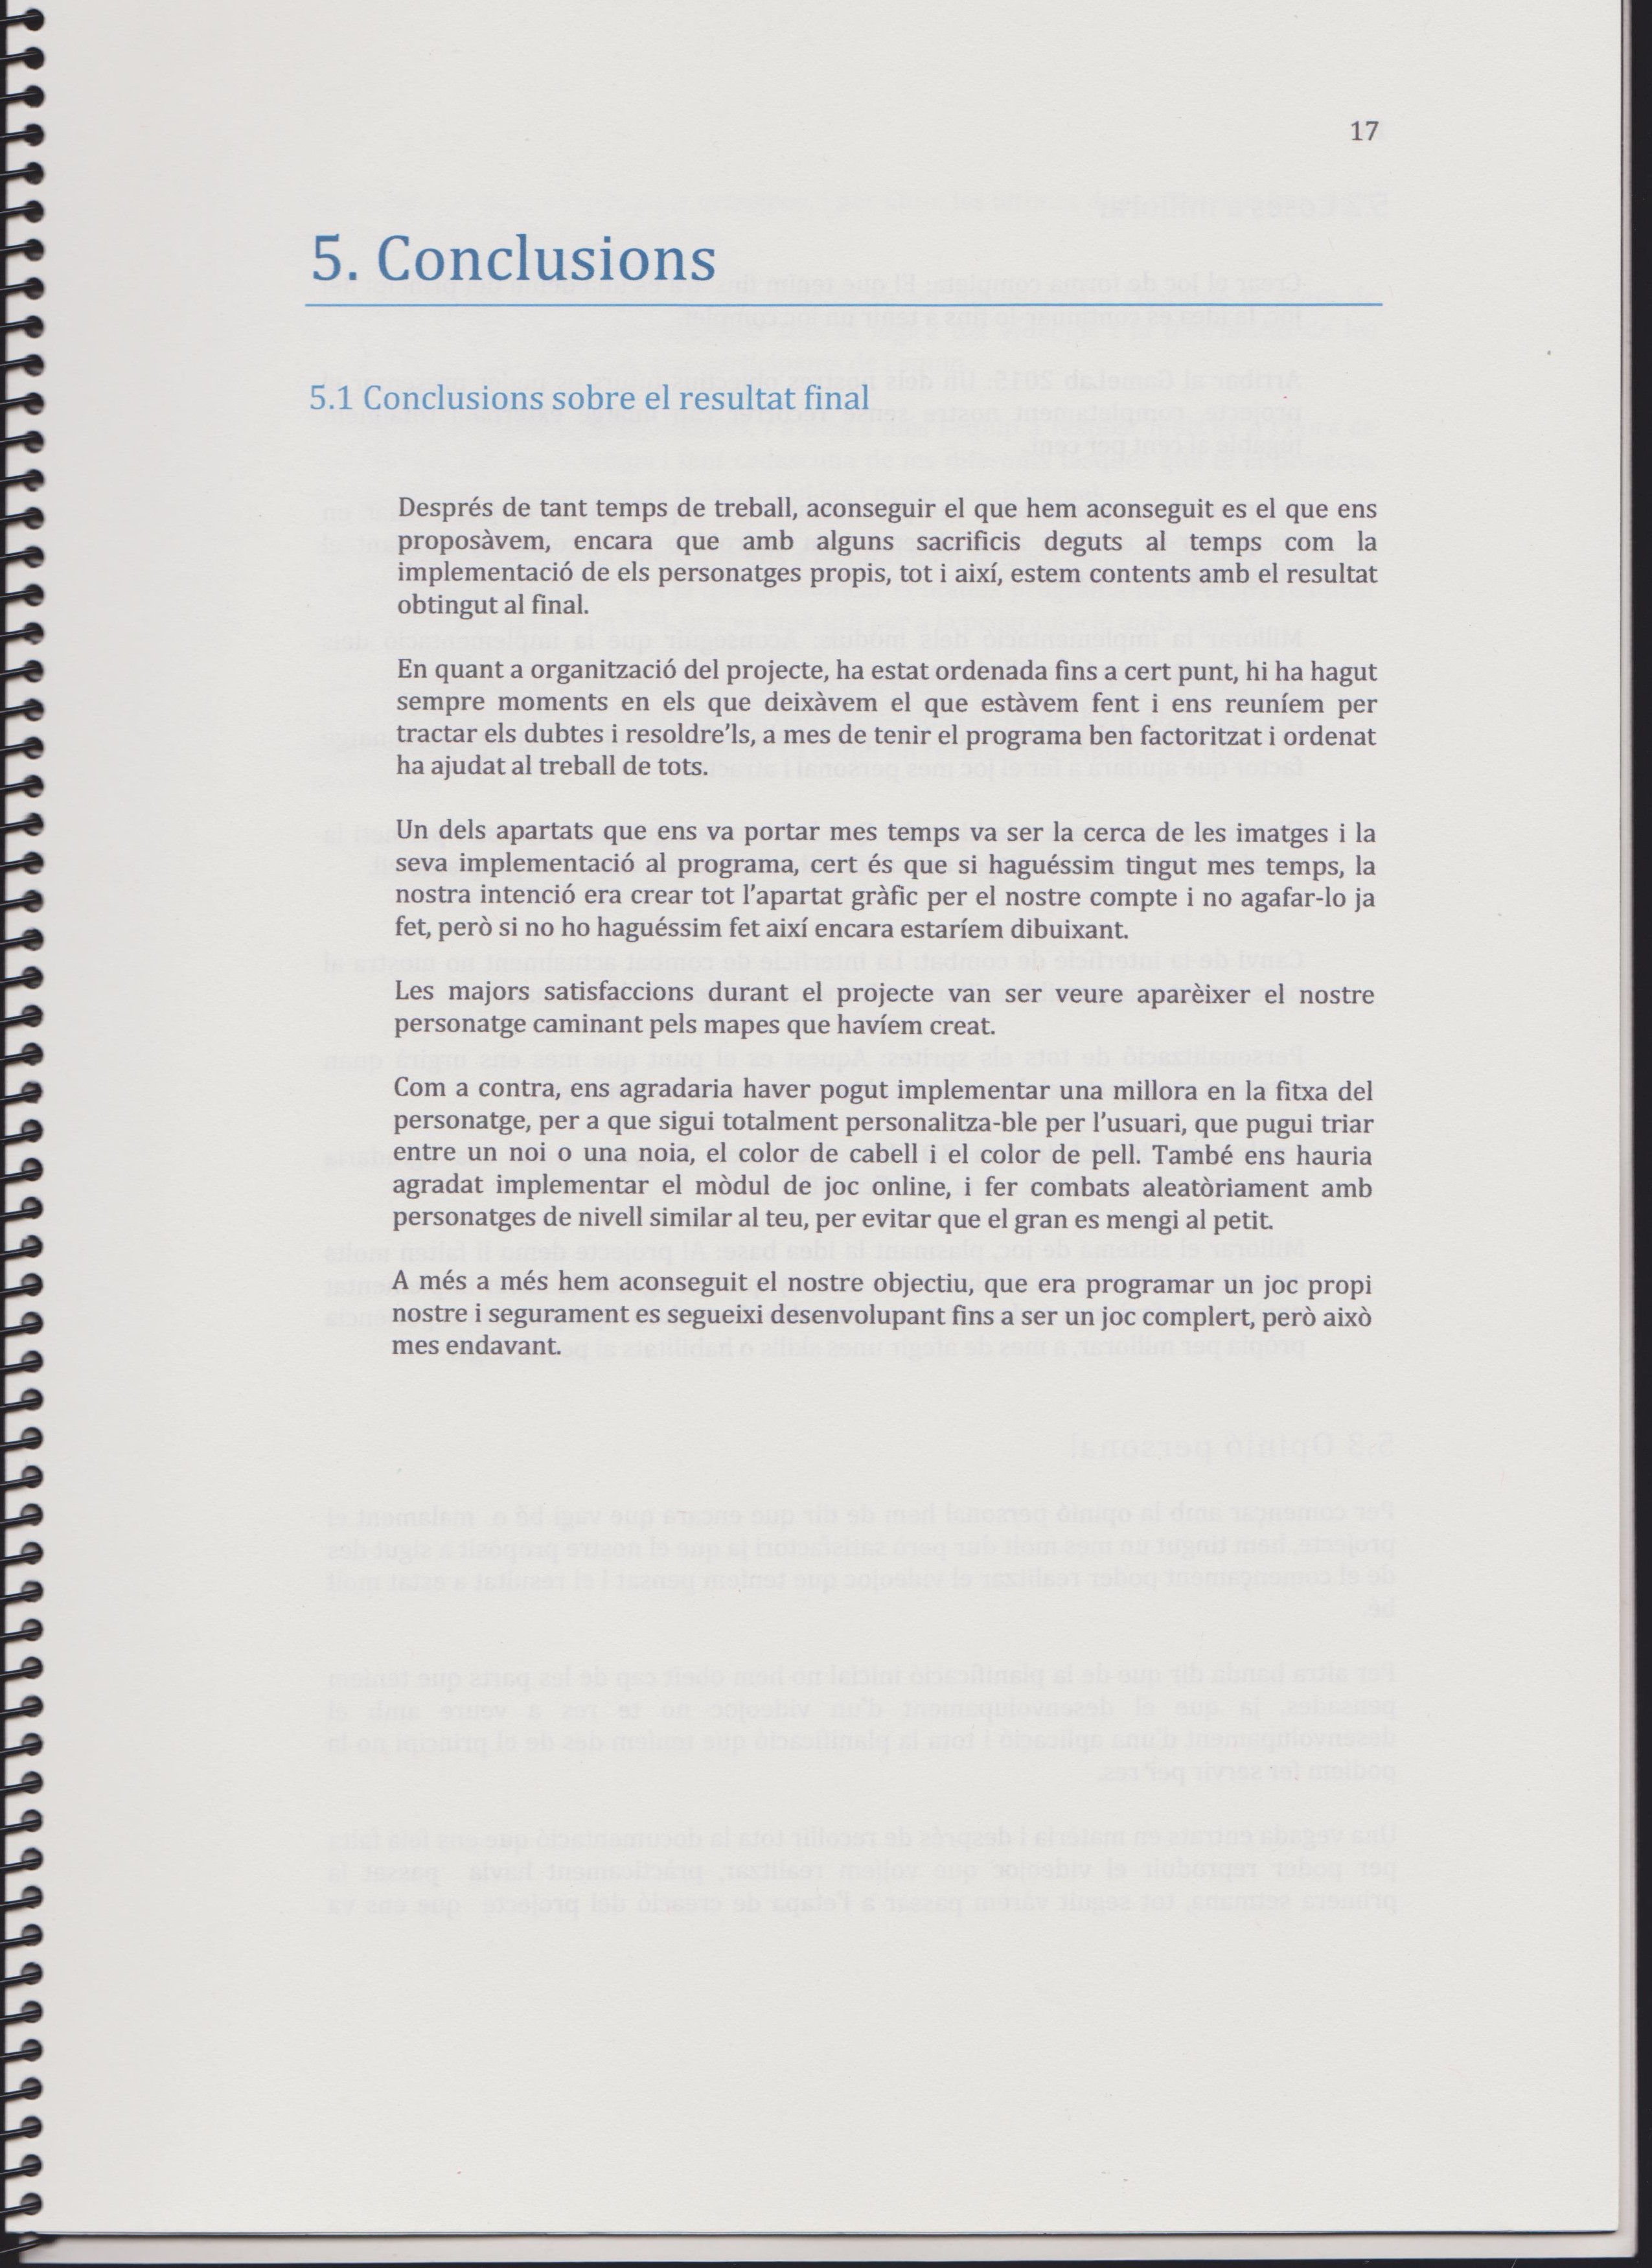 17
5. Conclusions
5.1 Conclusions sobre el resultat final
Després de tant temps de treball, aconseguir el que hem aconseguit es el que ens
proposàvem, encara que amb alguns sacrificis deguts al temps com la
implementació de els personatges propis, tot i així, estem contents amb el resultat
obtingut al final.
En quant a organització del projecte, ha estat ordenada fins a cert punt, hi ha hagut
sempre moments en els que deixàvem el que estàvem fent i ens reuníem per
tractar els dubtes i resoldre'ls, a mes de tenir el programa ben factoritzat i ordenat
ha ajudat al treball de tots.
Un dels apartats que ens va portar mes temps va ser la cerca de les imatges i la
seva implementació al programa, cert és que si haguéssim tingut mes temps, la
nostra intenció era crear tot l'apartat gràfic per el nostre compte i no agafar-lo ja
fet, però si no ho haguéssim fet així encara estaríem dibuixant.
Les majors satisfaccions durant el projecte van ser veure aparèixer el nostre
personatge caminant pels mapes que havíem creat.
Com a contra, ens agradaria haver pogut implementar una millora en la fitxa del
personatge, per a que sigui totalment personalitza-ble per l'usuari, que pugui triar
entre un noi o una noia, el color de cabell i el color de pell. També ens hauria
agradat implementar el mòdul de joc online, i fer combats aleatòriament amb
personatges de nivell similar al teu, per evitar que el gran es mengi al petit.
A més a més hem aconseguit el nostre objectiu, que era programar un joc propi
nostre i segurament es segueixi desenvolupant fins a ser un joc complert, però això
mes endavant.